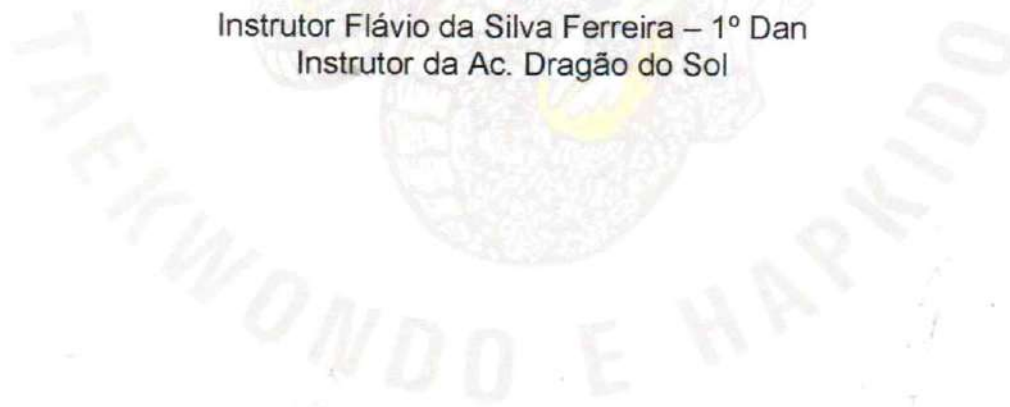 Instrutor Flávio da Silva Ferreira – 1º Dan
Instrutor da Ac. Dragão do Sol
TAEKWONDO E HAPKIDO